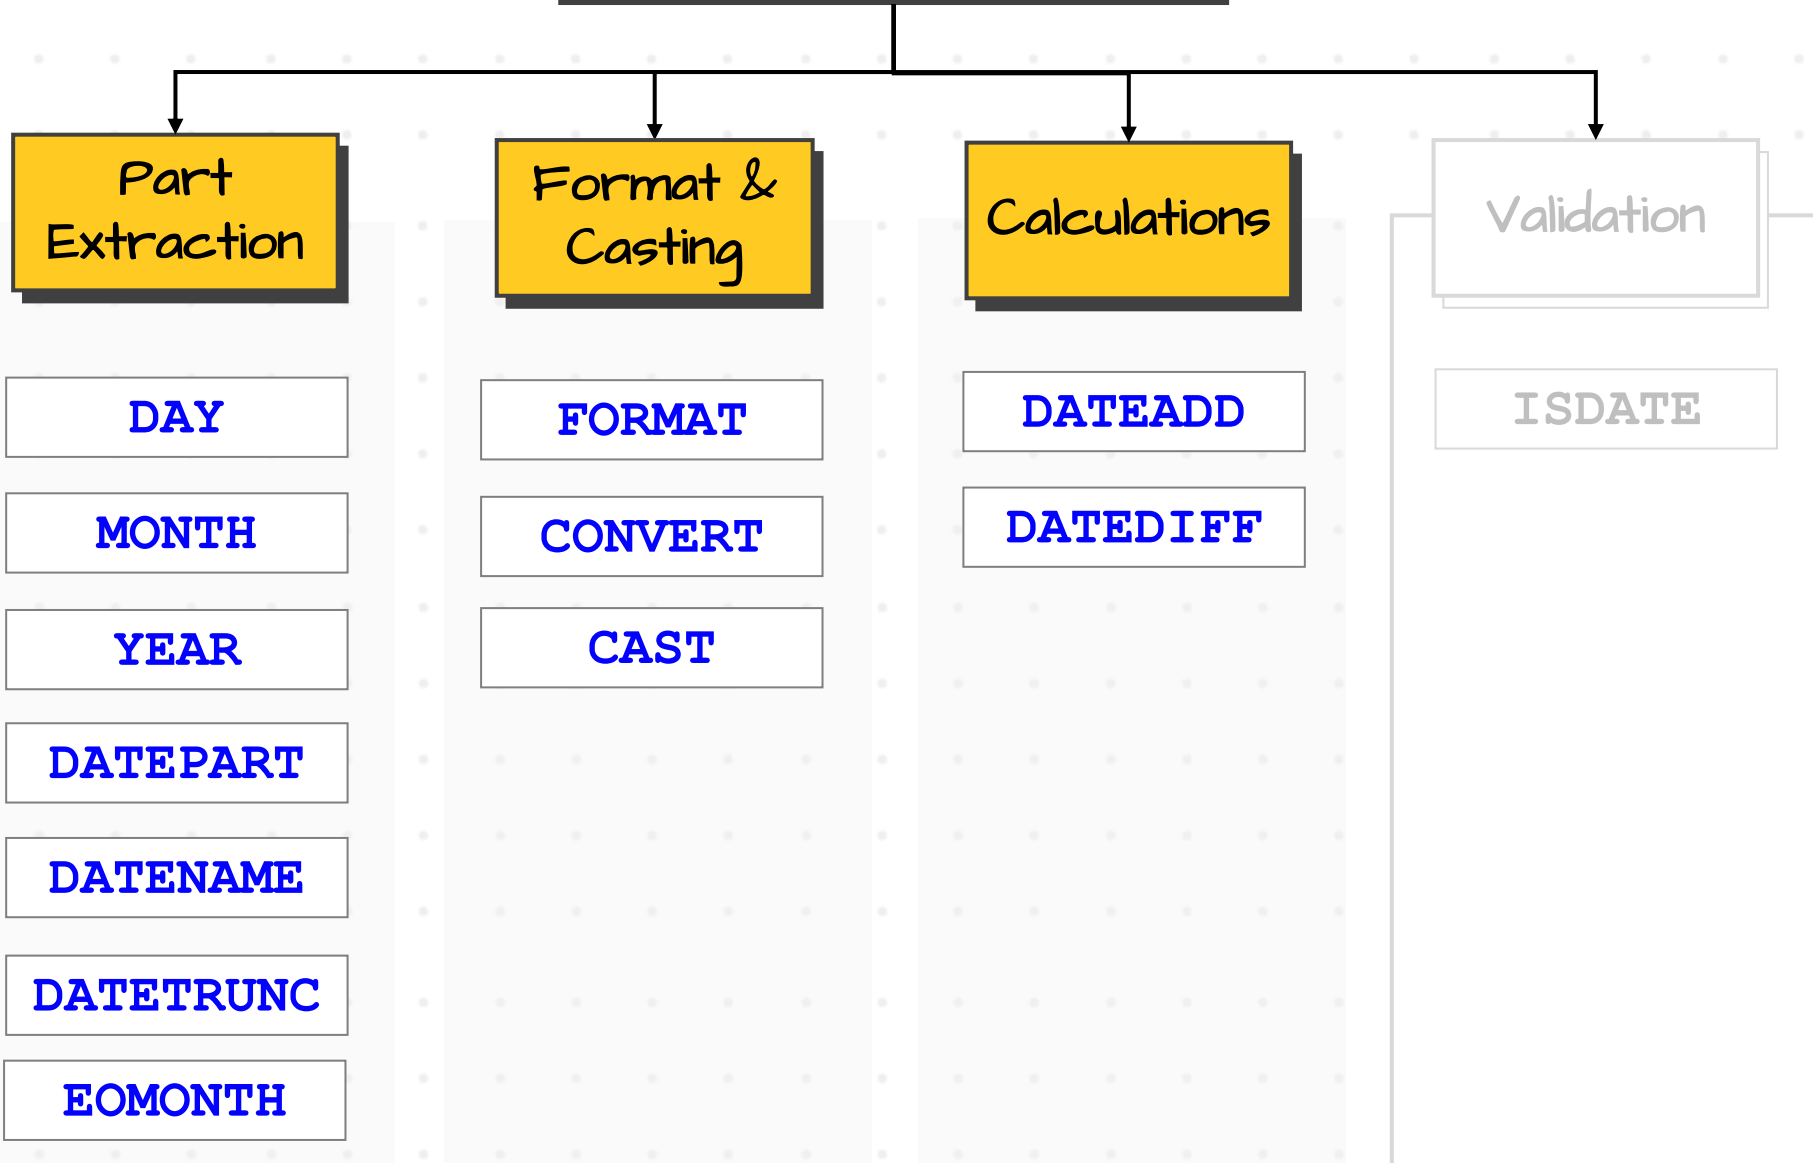 Part
Extraction
DAY
MONTH
YEAR
DATEPART
DATENAME
DATETRUNC
EOMONTH
Format &
Casting
FORMAT
CONVERT
CAST
Calculations
DATEADD
DATEDIFF
Validation
ISDATE